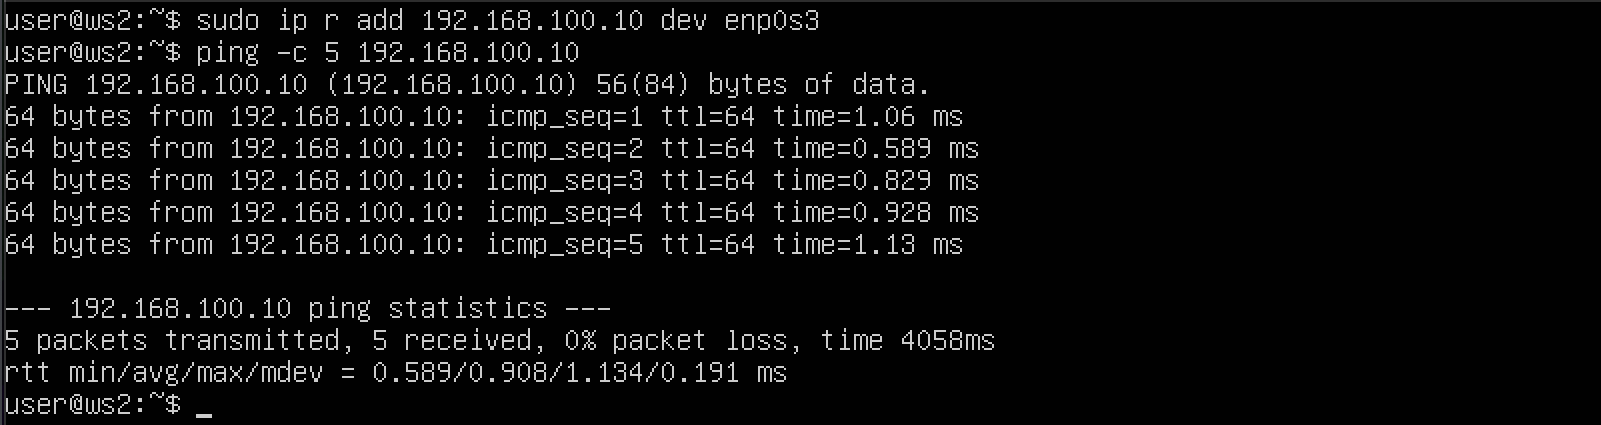 user@ws2:~$ sudo ip r add 192.168.100.10 dev enp0s3
user@ws2:~$ ping -c 5 192.168.100.10
PING 192.168.100.10 (192.168.100.10) 56(84) bytes of data.
64 bytes from 192.168.100.10: icmp_seq=1 ttl=64 time=1.06 ms
64 bytes from 192.168.100.10: icmp_seq=2 ttl=64 time=0.589 ms
64 bytes from 192.168.100.10: icmp_seq=3 ttl=64 time=0.829 ms
64 bytes from 192.168.100.10: icmp_seq=4 ttl=64 time=0.928 ms
64 bytes from 192.168.100.10: icmp_seq=5 ttl=64 time=1.13 ms

--- 192.168.100.10 ping statistics ---
5 packets transmitted, 5 received, 0% packet loss, time 4058ms
rtt min/avg/max/mdev = 0.589/0.908/1.134/0.191 ms
user@ws2:~$ _